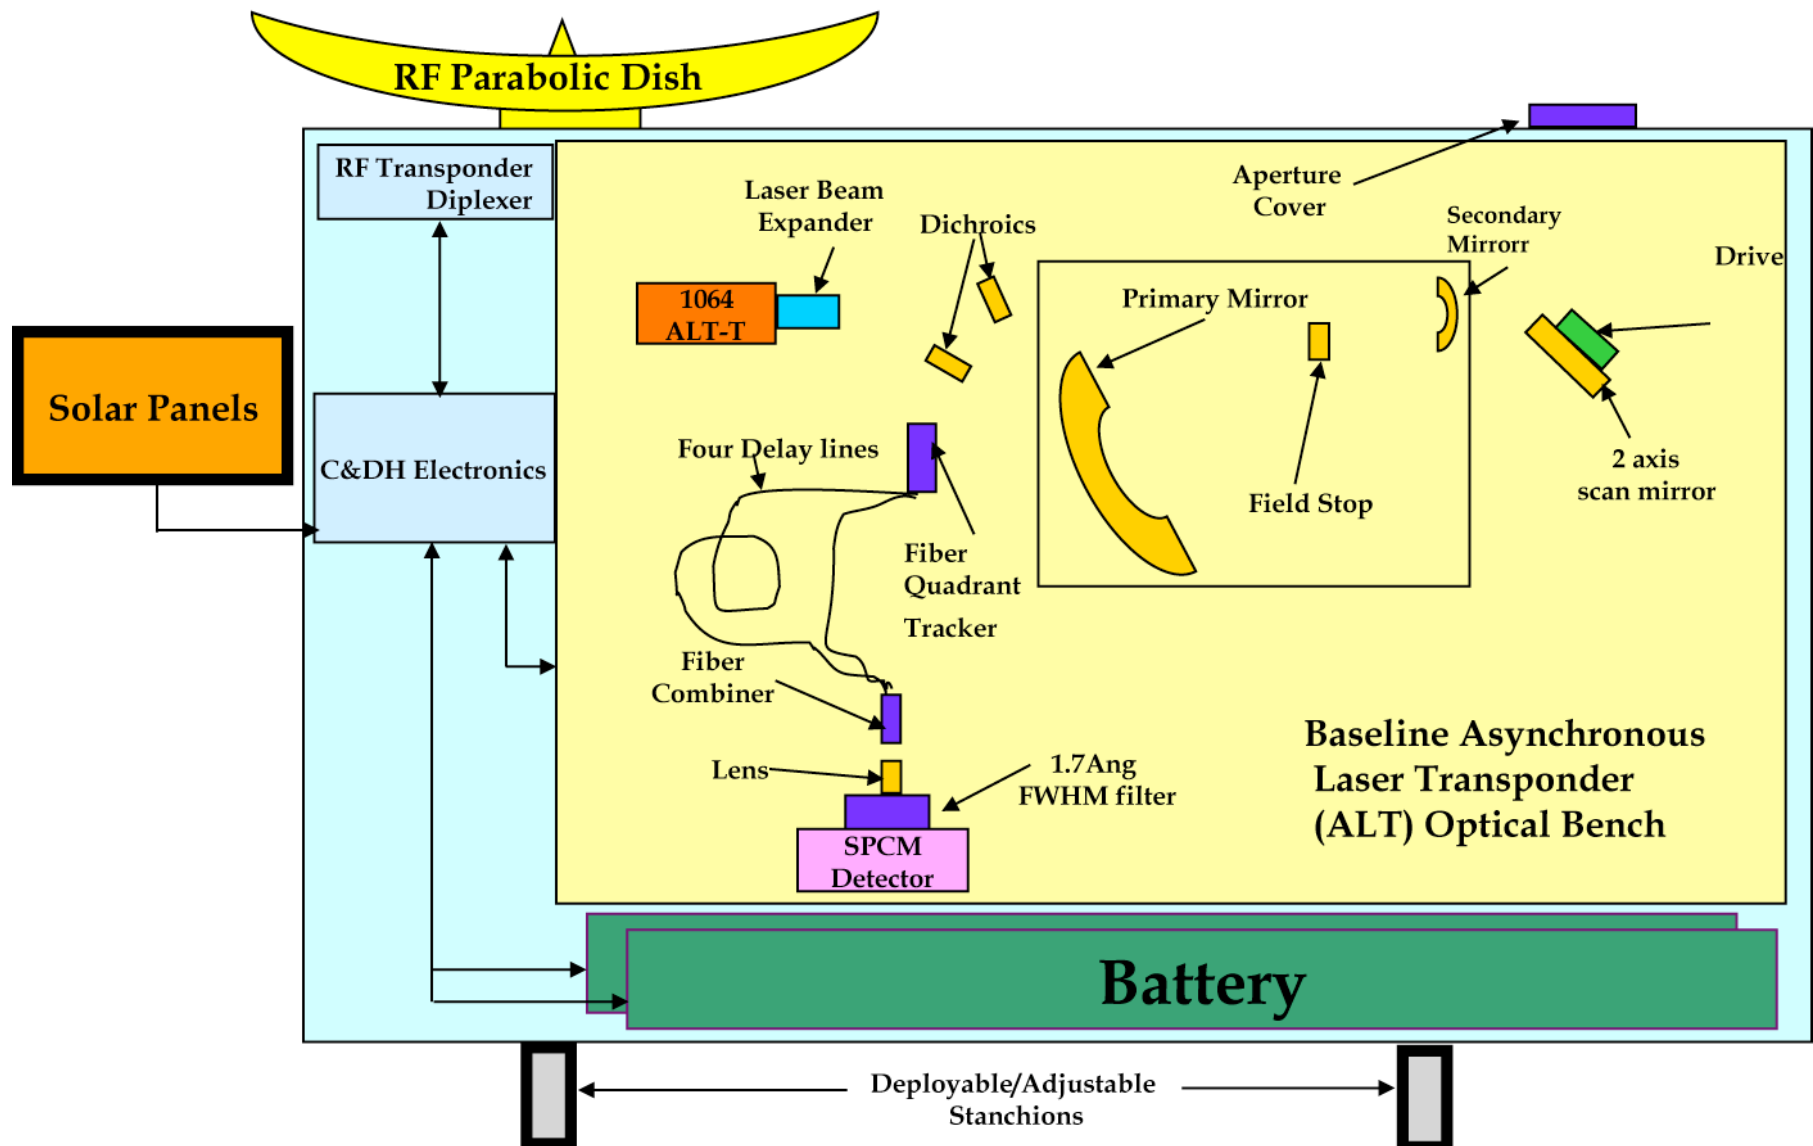 RF Parabolic Dish
RF Transponder
Diplexer
Laser Beam
Expander
Dichroics
Aperture
Cover
Secondary
Mirrorr
Drive
1064
ALT-T
Primary Mirror
Solar Panels
C&DH Electronics
Four Delay lines
Field Stop
2 axis
scan mirror
Fiber
Quadrant
Tracker
Fiber
Combiner
Lens
1.7Ang
FWHM filter
SPCM
Detector
Baseline Asynchronous
Laser Transponder
(ALT) Optical Bench
Battery
Deployable/Adjustable
Stanchions